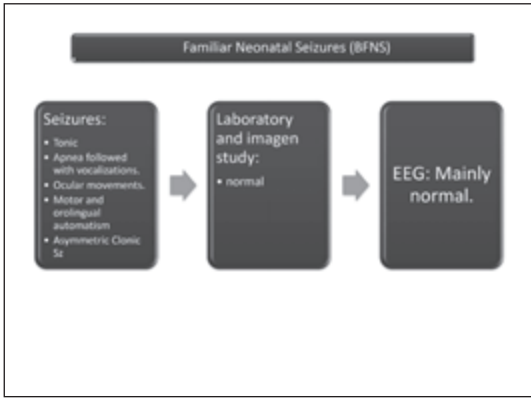 Familiar Neonatal Seizures (BFNS)
Seizures:
• Tonic
• Apnea followed
with vocalizations.
• Ocular movements.
• Motor and
orolingual
automatism
• Asymmetric Clonic
Sz
Laboratory
and imagen
study:
• normal
EEG: Mainly
normal.